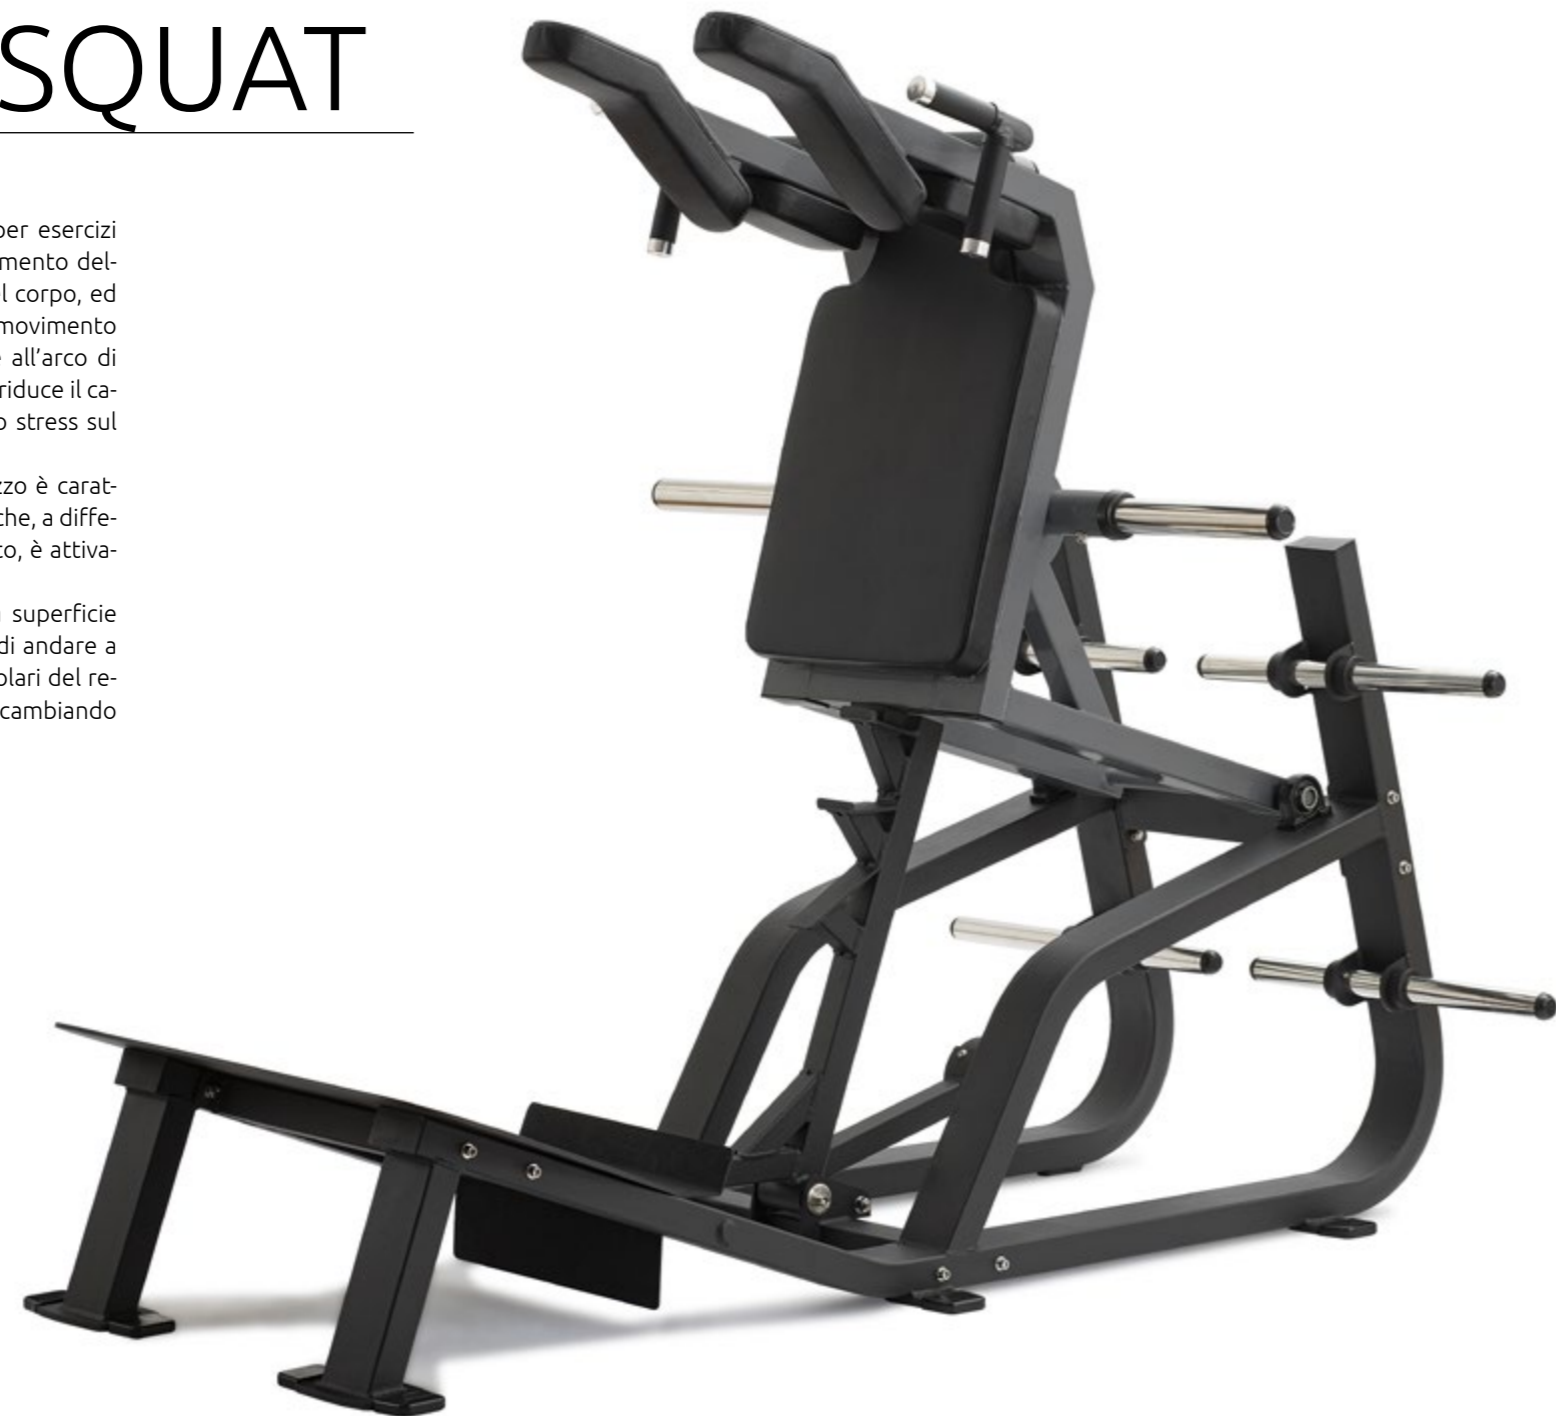 SQUAT
per esercizi
mento del-
l corpo, ed
movimento
e all’arco di
riduce il ca-
o stress sul
zzo è carat-
che, a diffe-
to, è attiva-
superficie
di andare a
olari del re-
cambiando